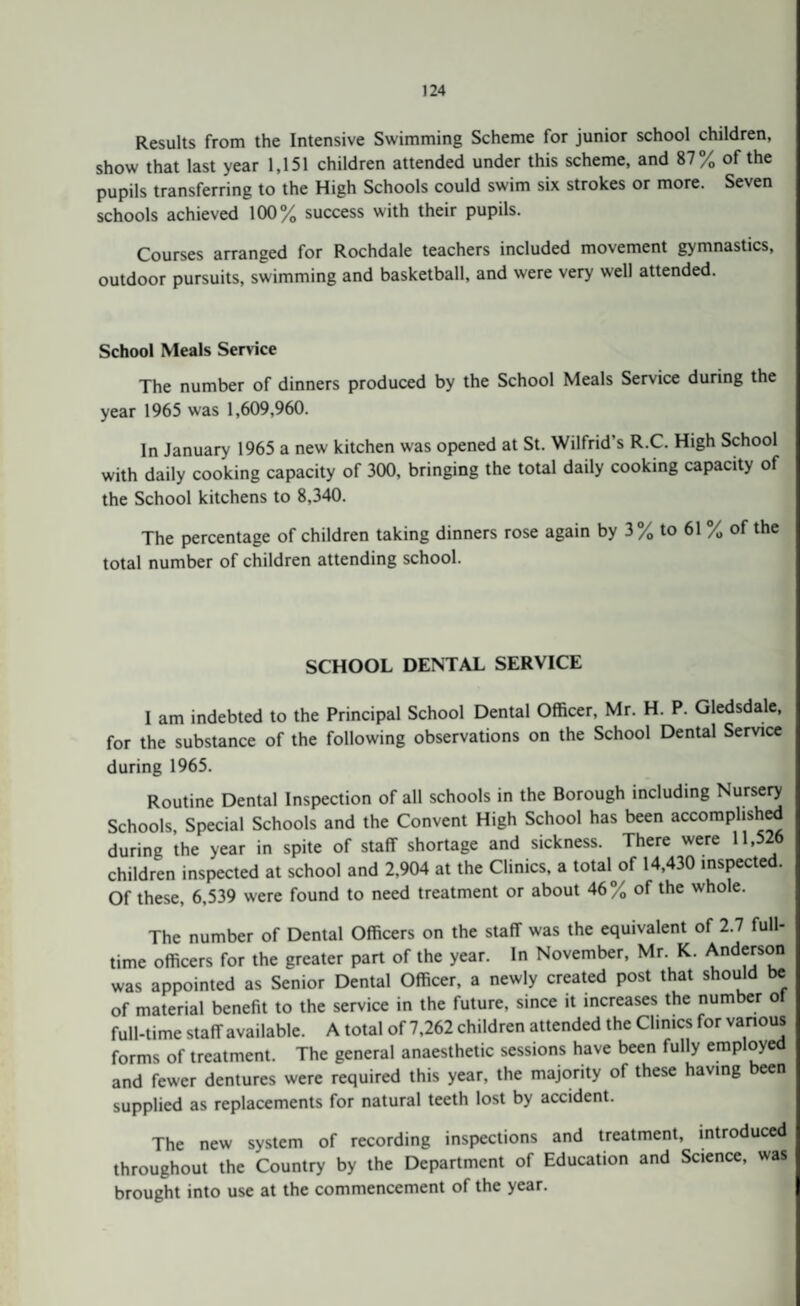 124
Results from the Intensive Swimming Scheme for junior school children,
show that last year 1,151 children attended under this scheme, and 87% of the
pupils transferring to the High Schools could swim six strokes or more. Seven
schools achieved 100% success with their pupils.
Courses arranged for Rochdale teachers included movement gymnastics,
outdoor pursuits, swimming and basketball, and were very well attended.
School Meals Service
The number of dinners produced by the School Meals Service during the
year 1965 was 1,609,960.
In January 1965 a new kitchen was opened at St. Wilfrid's R.C. High School
with daily cooking capacity of 300, bringing the total daily cooking capacity of
the School kitchens to 8,340.
The percentage of children taking dinners rose again by 3% to 61% of the
total number of children attending school.
SCHOOL DENTAL SERVICE
I am indebted to the Principal School Dental Officer, Mr. H. P. Gledsdale,
for the substance of the following observations on the School Dental Service
during 1965.
Routine Dental Inspection of all schools in the Borough including Nursery
Schools, Special Schools and the Convent High School has been accomplished
during the year in spite of staff shortage and sickness. There were 11,526
children inspected at school and 2,904 at the Clinics, a total of 14,430 inspected.
Of these, 6,539 were found to need treatment or about 46% of the whole.
The number of Dental Officers on the staff was the equivalent of 2.7 full-
time officers for the greater part of the year. In November, Mr. K. Anderson
was appointed as Senior Dental Officer, a newly created post that should be
of material benefit to the service in the future, since it increases the number of
full-time staff available. A total of 7,262 children attended the Clinics for various
forms of treatment. The general anaesthetic sessions have been fully employed
and fewer dentures were required this year, the majority of these having been
supplied as replacements for natural teeth lost by accident.
The new system of recording inspections and treatment, introduced
throughout the Country by the Department of Education and Science, was
brought into use at the commencement of the year.